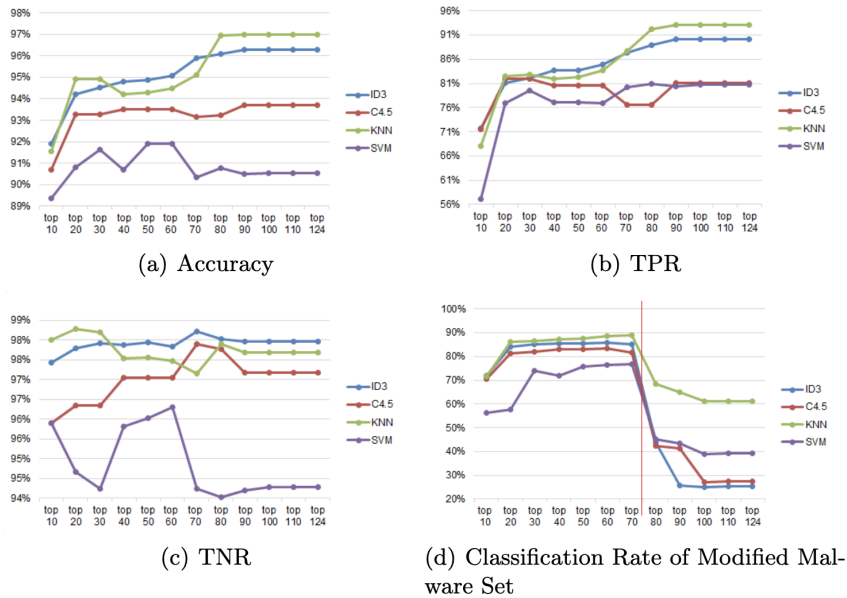 98%
97%
96%
95%
94%
93%
92%
91%
90%
89%
top 10 top 20 top 30 top 40 top 50 top 60 top 70 top 80 top 90 top 100 top 110 top 124
ID3
C4.5
KNN
SVM
(a) Accuracy
96%
91%
86%
81%
76%
71%
66%
61%
56%
top 10 top 20 top 30 top 40 top 50 top 60 top 70 top 80 top 90 top 100 top 110 top 124
ID3
C4.5
KNN
SVM
(b) TPR
99%
98%
98%
97%
97%
96%
96%
95%
95%
94%
top 10 top 20 top 30 top 40 top 50 top 60 top 70 top 80 top 90 top 100 top 110 top 124
ID3
C4.5
KNN
SVM
(c) TNR
100%
90%
80%
70%
60%
50%
40%
30%
20%
top 10 top 20 top 30 top 40 top 50 top 60 top 70 top 80 top 90 top 100 top 110 top 124
ID3
C4.5
KNN
SVM
(d) Classification Rate of Modified Mal-
ware Set